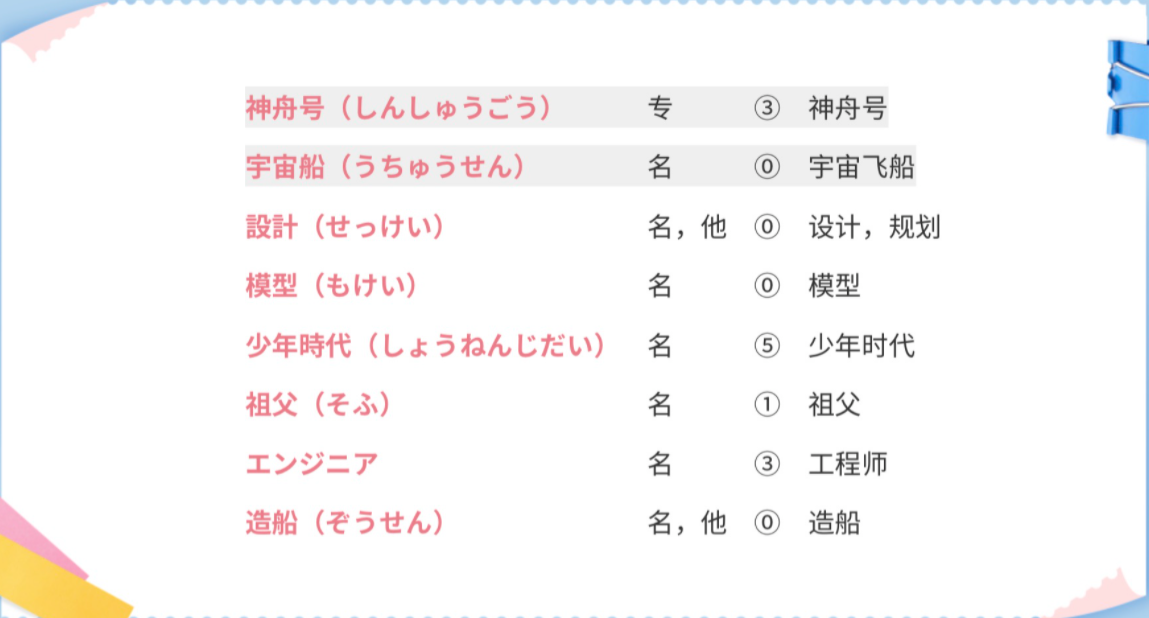 神舟号（しんしゅうごう） 专 ③ 神舟号
宇宙船（うちゅうせん） 名 ⓪ 宇宙飞船
設計（せっけい） 名，他 ⓪ 设计，规划
模型（もけい） 名 ⓪ 模型
少年時代（しょうねんじだい） 名 ⑤ 少年时代
祖父（そふ） 名 ① 祖父
エンジニア 名 ③ 工程师
造船（ぞうせん） 名，他 ⓪ 造船